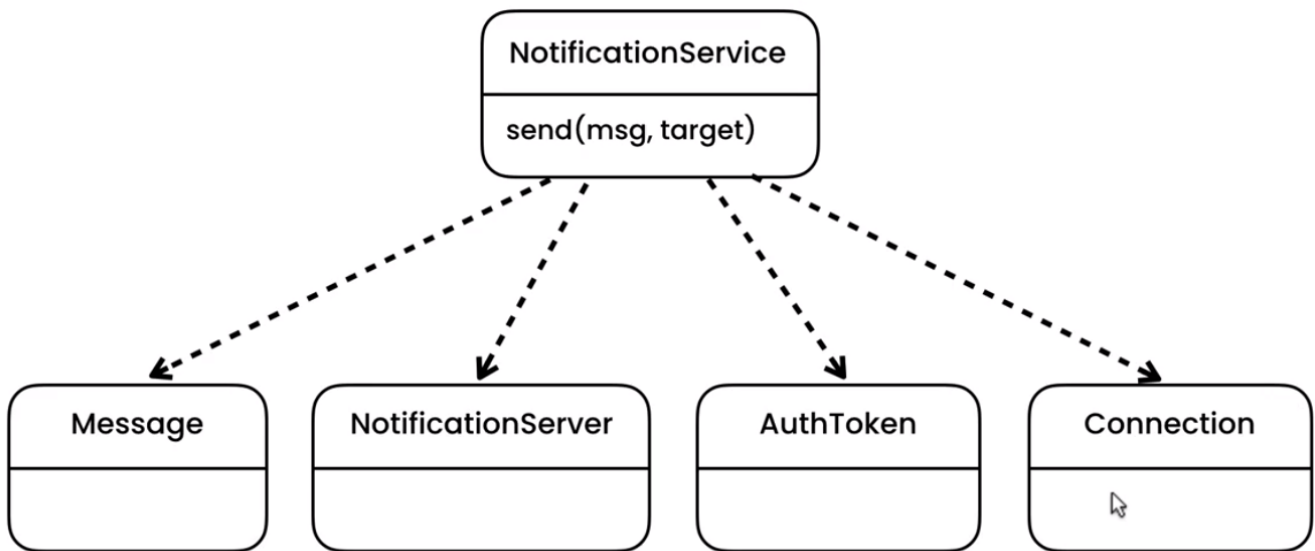 NotificationService
send(msg, target)
Message
NotificationServer
AuthToken
Connection